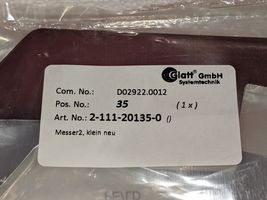 Glatt GmbH
Systemtechnik
Com. No.: D02922.0012
Pos. No.: 35 (1x)
Art. No.: 2-111-20135-0 ()
Messer2, klein neu